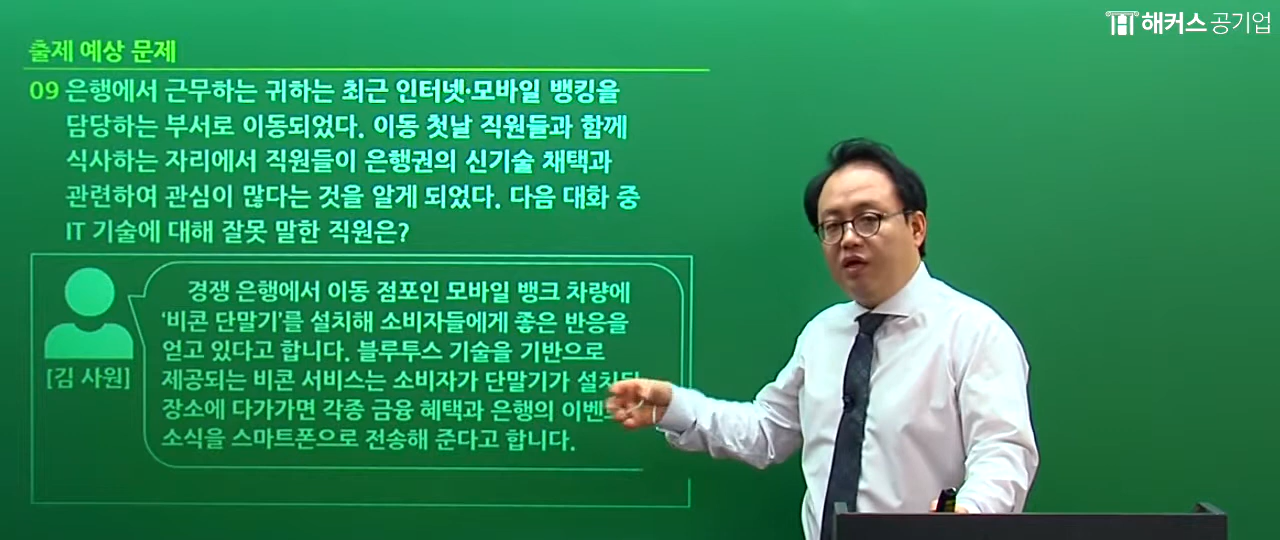 해커스 공기업
출제 예상 문제
09 은행에서 근무하는 귀하는 최근 인터넷·모바일 뱅킹을
담당하는 부서로 이동되었다. 이동 첫날 직원들과 함께
식사하는 자리에서 직원들이 은행권의 신기술 채택과
관련하여 관심이 많다는 것을 알게 되었다. 다음 대화 중
IT 기술에 대해 잘못 말한 직원은?
경쟁 은행에서 이동 점포인 모바일 뱅크 차량에
‘비콘 단말기’를 설치해 소비자들에게 좋은 반응을
얻고 있다고 합니다. 블루투스 기술을 기반으로
제공되는 비콘 서비스는 소비자가 단말기가
장소에 다가가면 각종 금융 혜택과 은행의
소식을 스마트폰으로 전송해 준다고 합니다.
[김 사원]